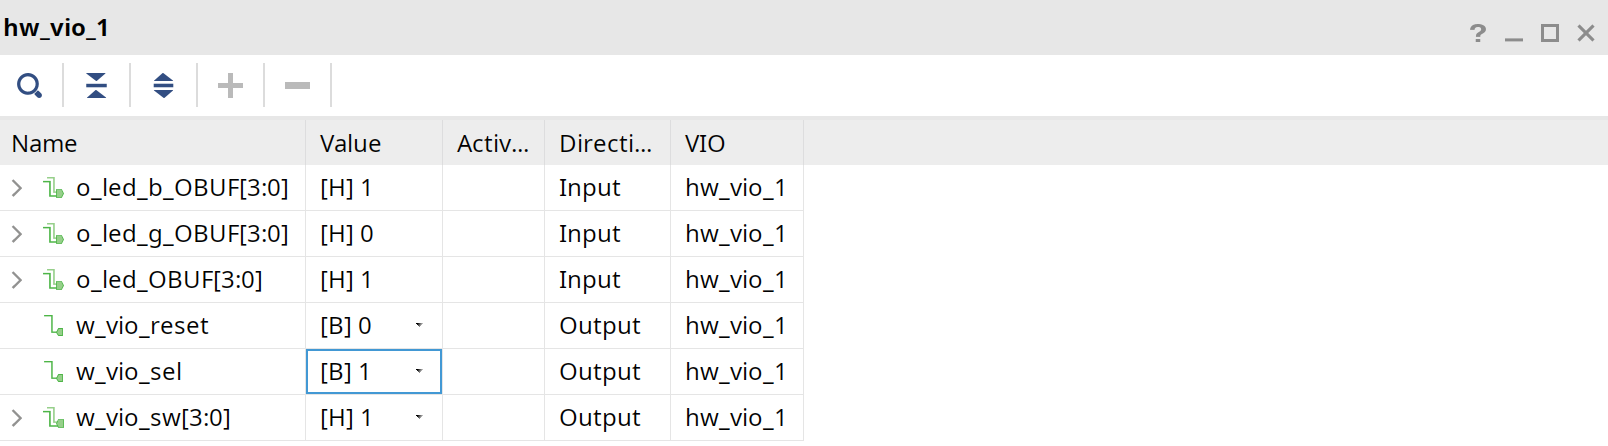 hw_vio_1
?
Name Value Activ... Directi... VIO
o_led_b_OBUF[3:0] [H] 1 Input hw_vio_1
o_led_g_OBUF[3:0] [H] 0 Input hw_vio_1
o_led_OBUF[3:0] [H] 1 Input hw_vio_1
w_vio_reset [B] 0 Output hw_vio_1
w_vio_sel [B] 1 Output hw_vio_1
w_vio_sw[3:0] [H] 1 Output hw_vio_1